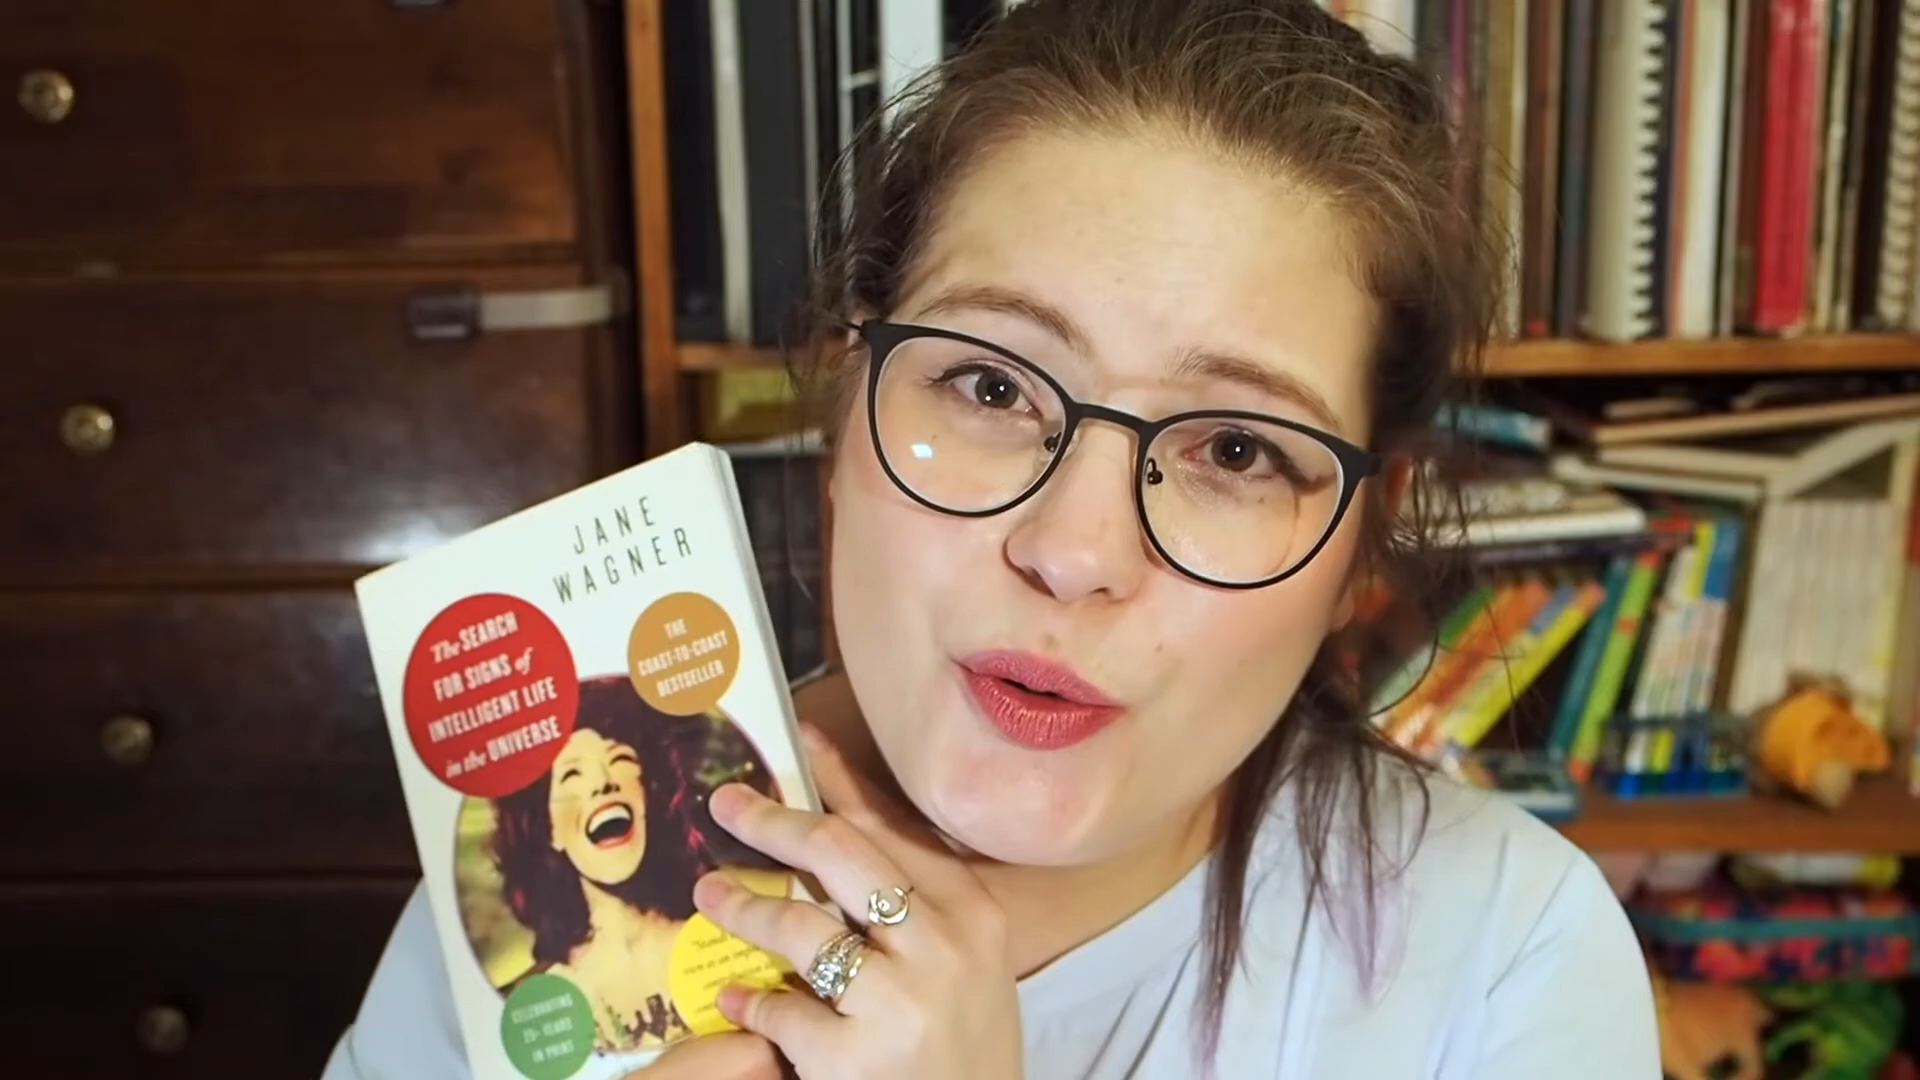 JANE
WAGNER
The SEARCH
FOR SIGNS of
INTELLIGENT LIFE
in the UNIVERSE
THE
COAST-TO-COAST
BESTSELLER
CELEBRATING
25+ YEARS
IN PRINT